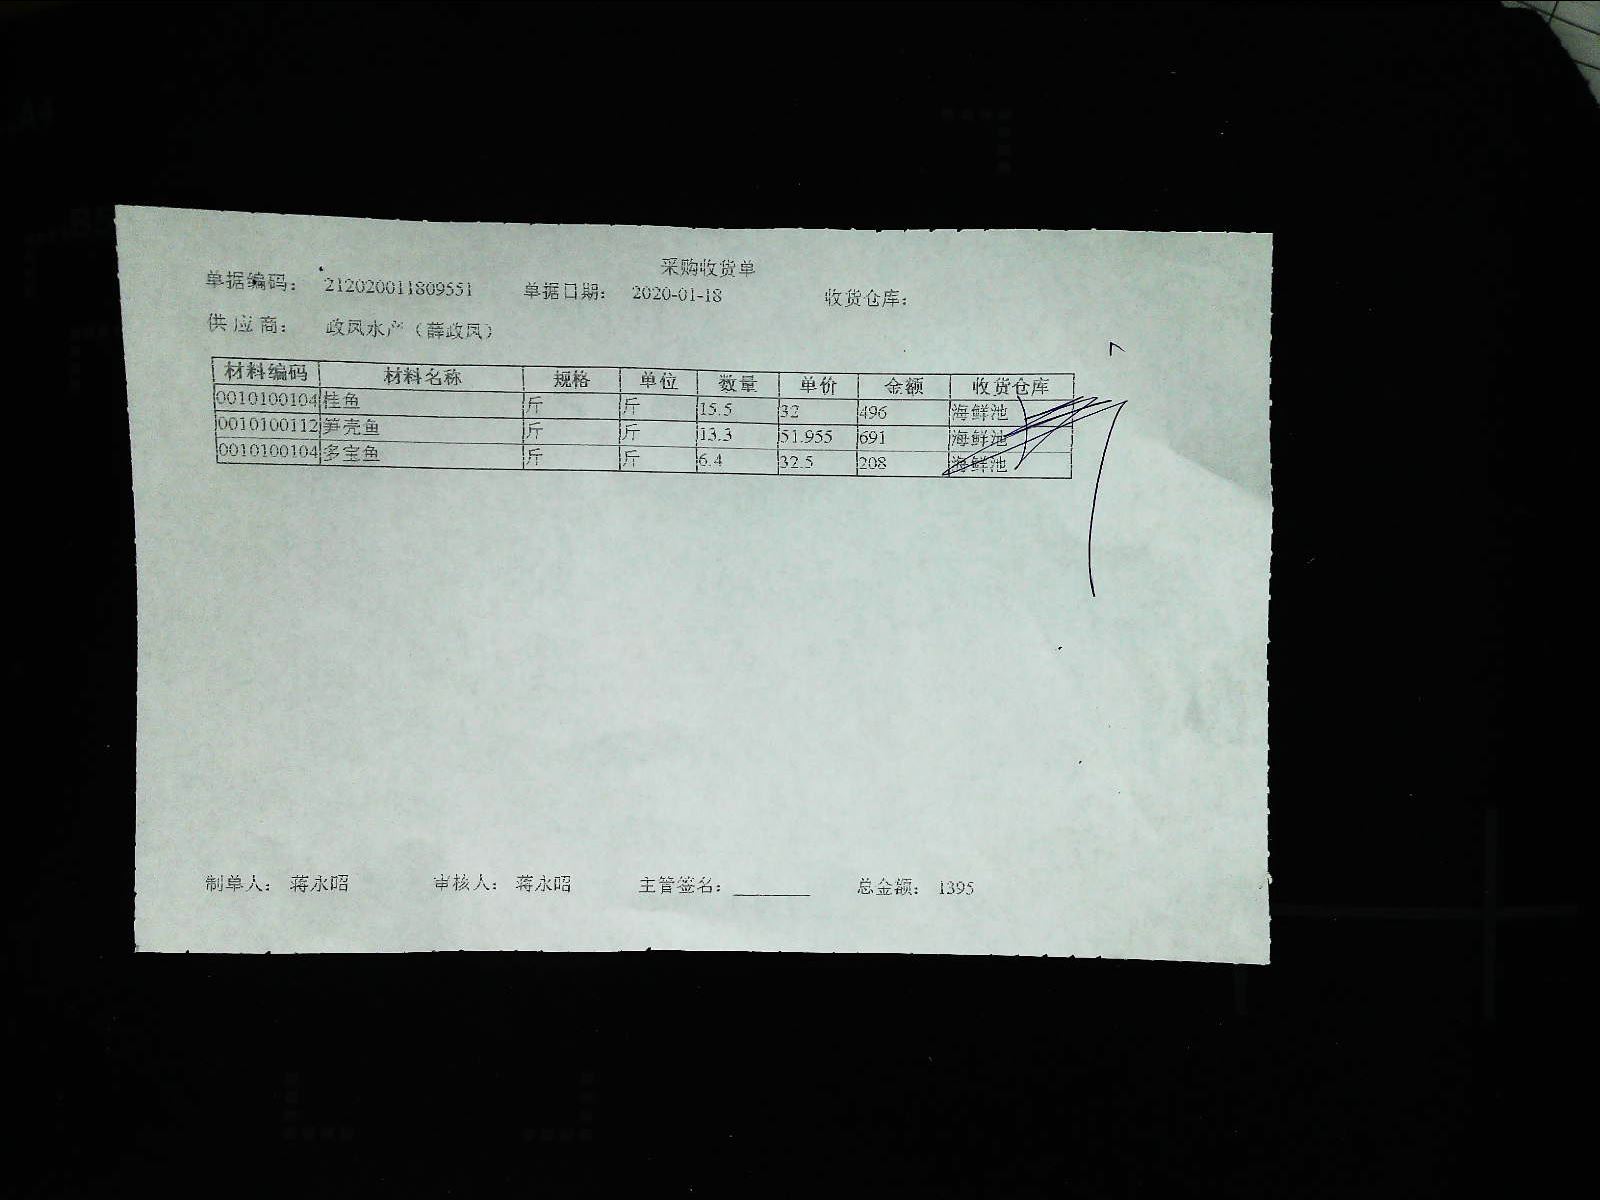 采购收货单
单据编码: 212020011809551 单据日期: 2020-01-18 收货仓库:
供应商: 政凤水产（薛政凤）
材料编码 材料名称 规格 单位 数量 单价 金额 收货仓库
0010100104 桂鱼 斤 斤 15.5 32 496 海鲜池
0010100112 笋壳鱼 斤 斤 13.3 51.955 691 海鲜池
0010100104 多宝鱼 斤 斤 6.4 32.5 208 海鲜池
制单人: 蒋永昭 审核人: 蒋永昭 主管签名: 总金额: 1395